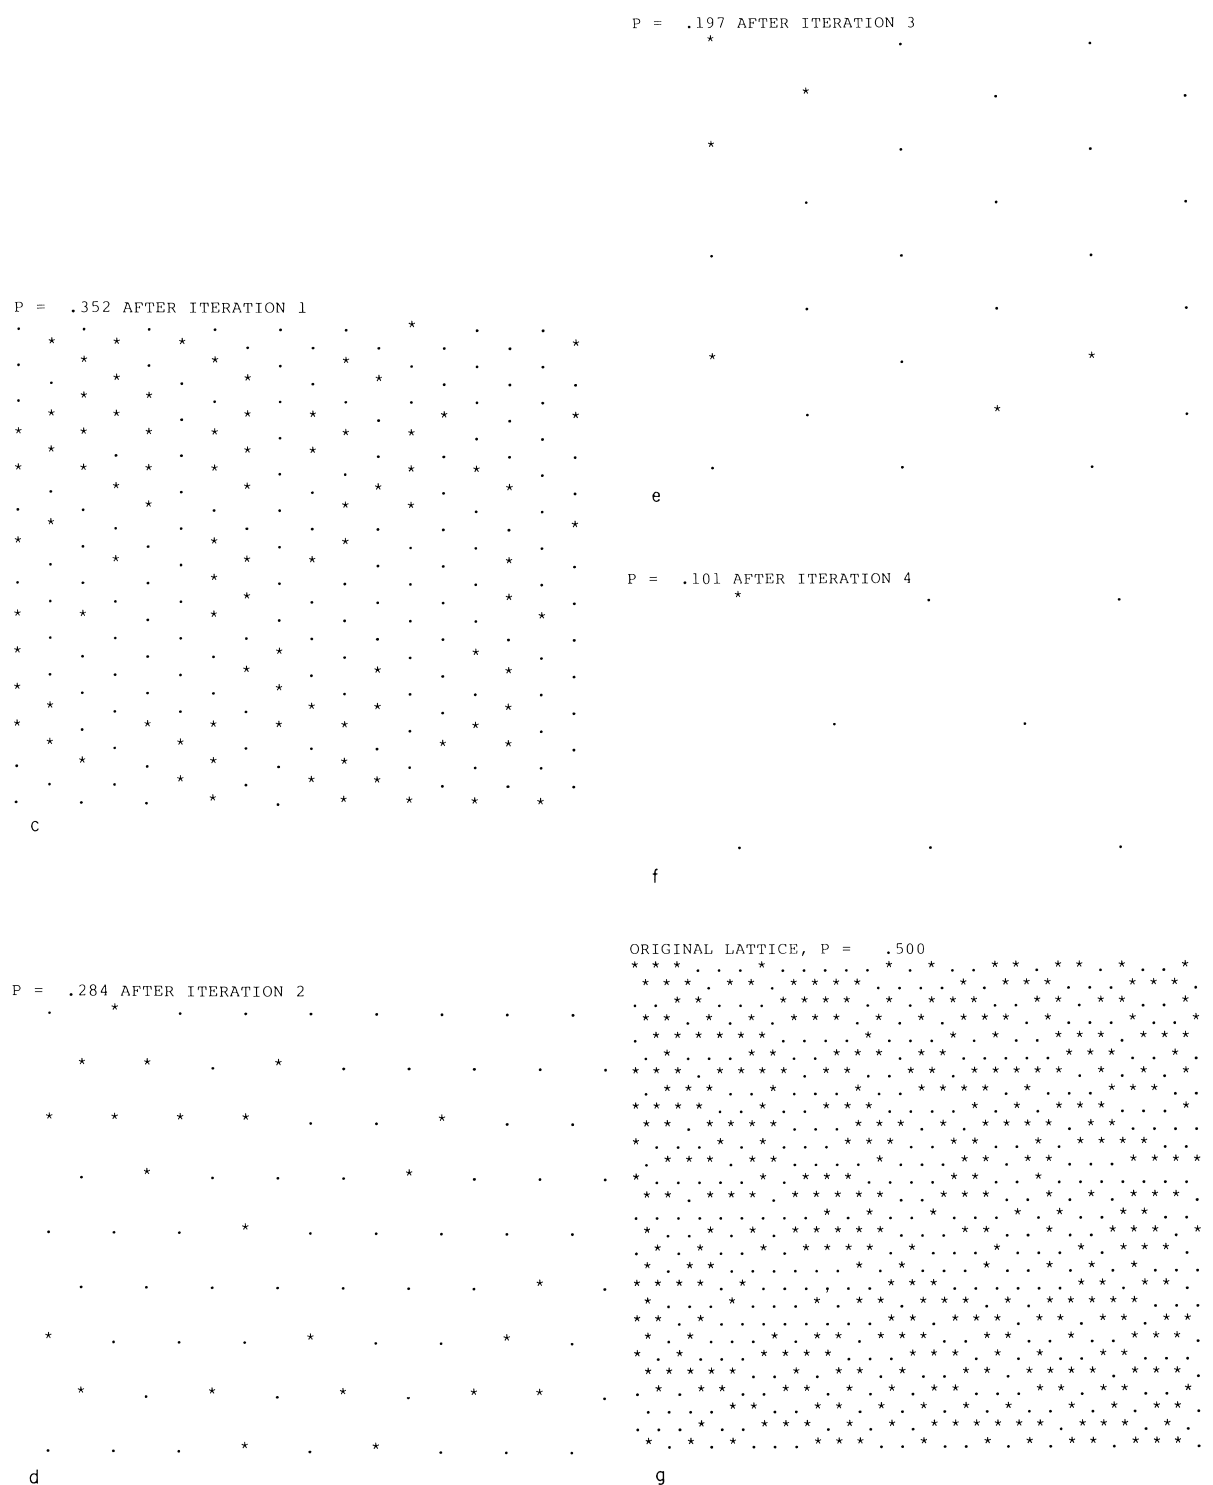 P = .352 AFTER ITERATION 1
c
P = .284 AFTER ITERATION 2
d
P = .197 AFTER ITERATION 3
e
P = .101 AFTER ITERATION 4
f
ORIGINAL LATTICE, P = .500
g